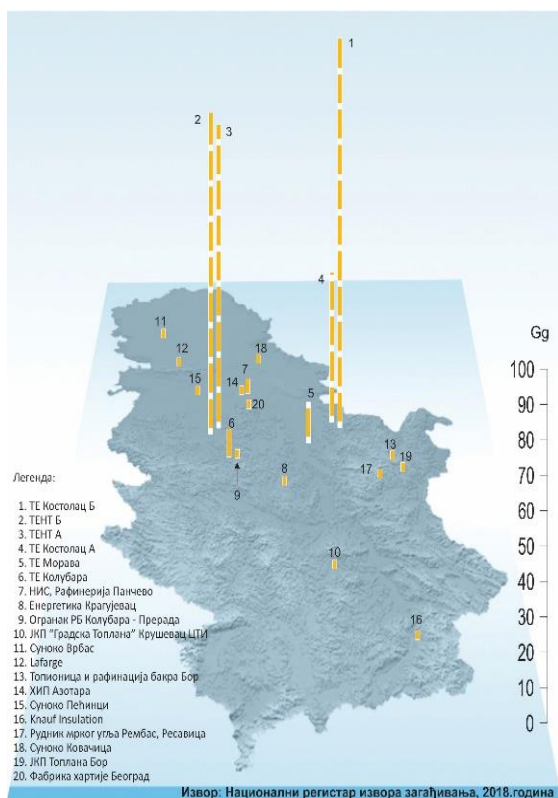 1
2
3
4
Gg
11
12
18
7
14
15
20
5
6
100
90
80
70
60
50
40
30
20
10
0
13
19
17
8
9
10
16
Легенда:
1. ТЕ Костолац Б
2. ТЕНТ Б
3. ТЕНТ А
4. ТЕ Костолац А
5. ТЕ Морава
6. ТЕ Колубара
7. НИС, Рафинерија Панчево
8. Енергетика Крагујевац
9. Огранак РБ Колубара - Прерада
10. ЈКП "Градска Топлана" Крушевац ЦТИ
11. Суноко Врбас
12. Lafarge
13. Топионица и рафинација бакра Бор
14. ХИП Азотара
15. Суноко Пећинци
16. Knauf Insulation
17. Рудник мрког угља Рембас, Ресавица
18. Суноко Ковачица
19. ЈКП Топлана Бор
20. Фабрика хартије Београд
Извор: Национални регистар извора загађивања, 2018.година